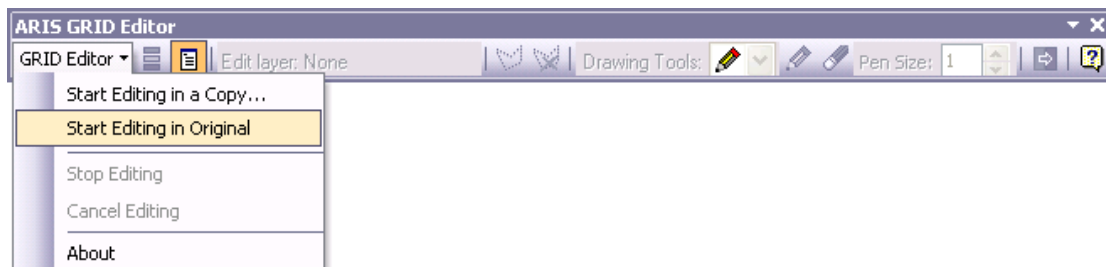 ARIS GRID Editor
GRID Editor Edit layer: None Drawing Tools: Pen Size: 1
Start Editing in a Copy...
Start Editing in Original
Stop Editing
Cancel Editing
About